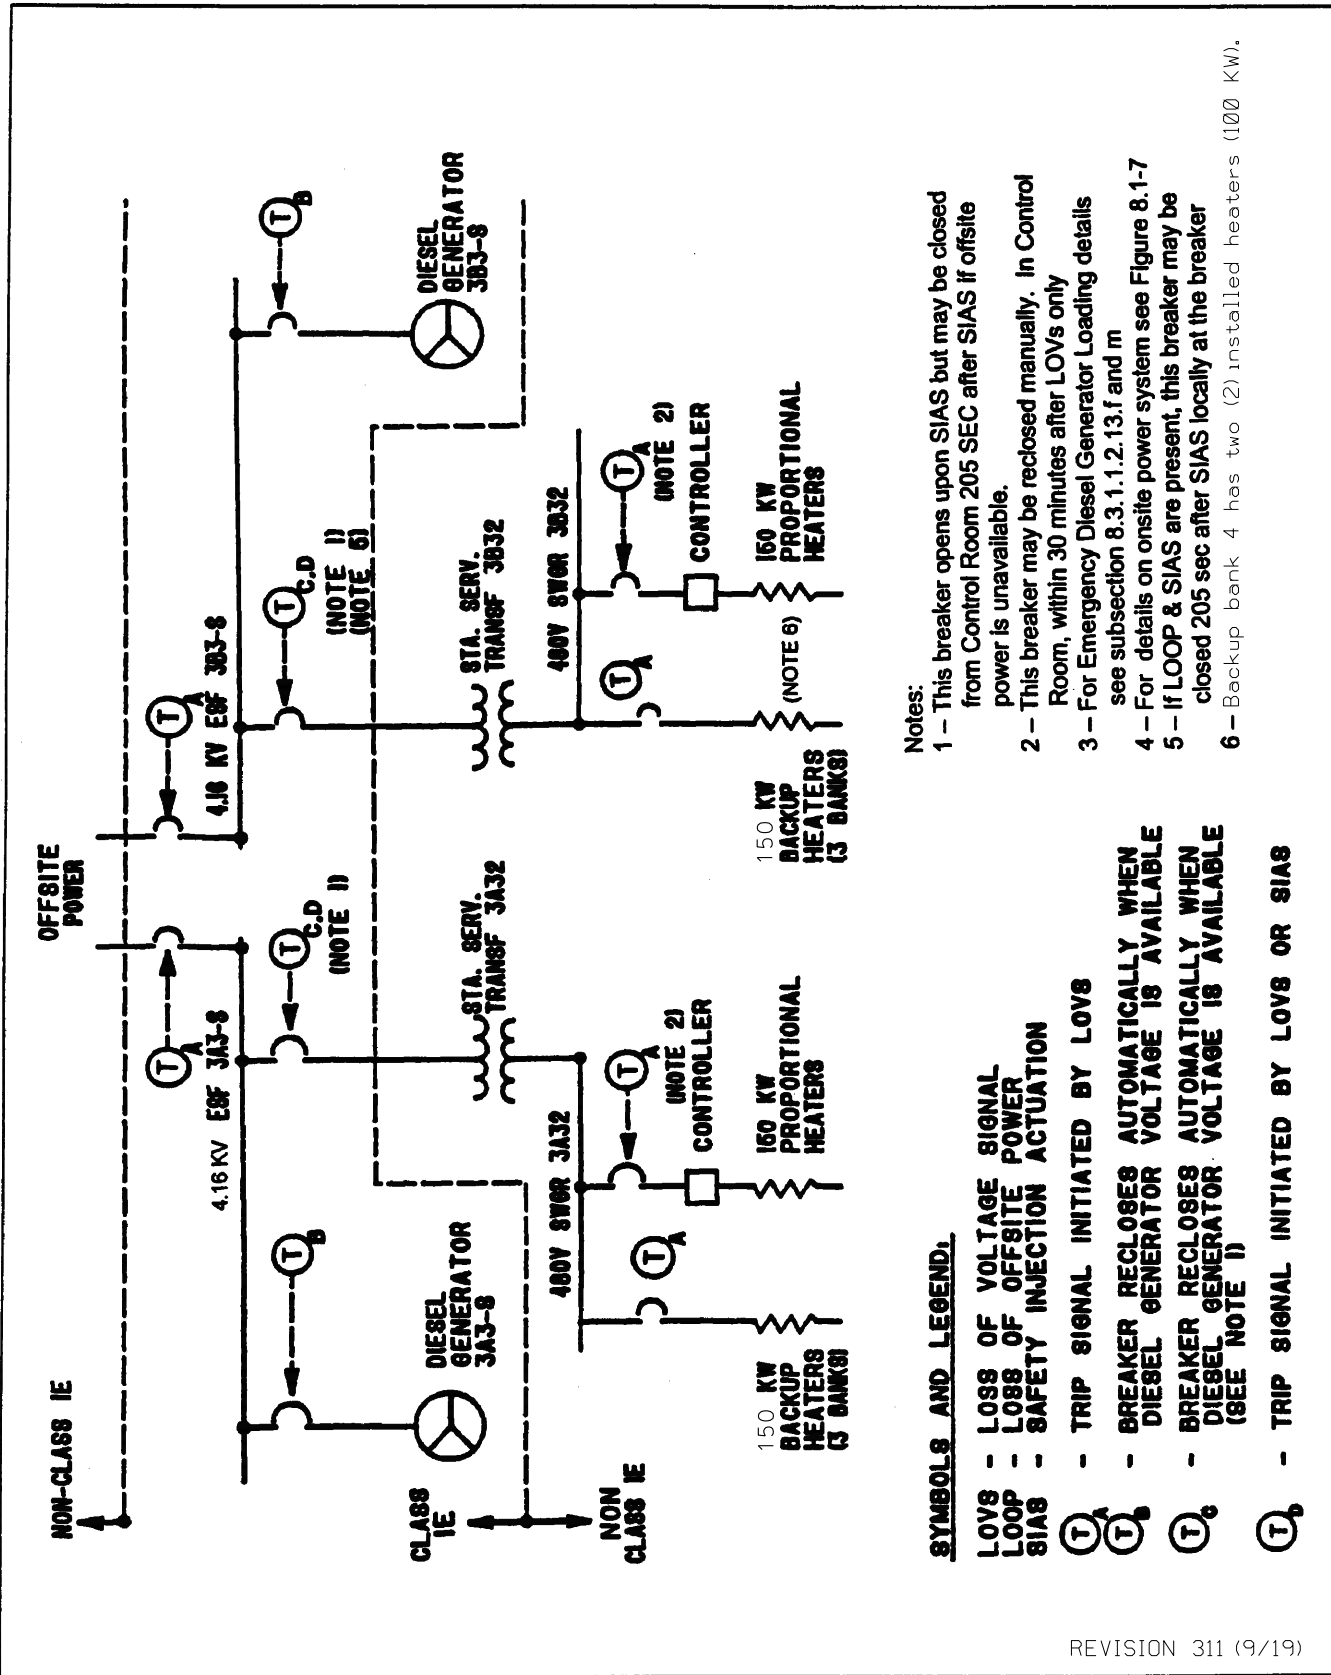 NON-CLASS IE
OFFSITE
POWER
T A
T A
4.16 KV ESF 3A3-S
4.16 KV ESF 3B3-S
T B
T C,D
(NOTE 1)
T C,D
(NOTE 1)
(NOTE 5)
T B
DIESEL
GENERATOR
3A3-S
DIESEL
GENERATOR
3B3-S
CLASS
IE
NON
CLASS IE
STA. SERV.
TRANSF 3A32
STA. SERV.
TRANSF 3B32
480V SWGR 3A32
480V SWGR 3B32
T A
T A
(NOTE 2)
CONTROLLER
T A
T A
(NOTE 2)
CONTROLLER
150 KW
BACKUP
HEATERS
(3 BANKS)
150 KW
PROPORTIONAL
HEATERS
150 KW
BACKUP
HEATERS
(3 BANKS)
(NOTE 6)
150 KW
PROPORTIONAL
HEATERS
SYMBOLS AND LEGEND:
LOVS - LOSS OF VOLTAGE SIGNAL
LOOP - LOSS OF OFFSITE POWER
SIAS - SAFETY INJECTION ACTUATION
T A - TRIP SIGNAL INITIATED BY LOVS
T B - BREAKER RECLOSES AUTOMATICALLY WHEN
DIESEL GENERATOR VOLTAGE IS AVAILABLE
T C - BREAKER RECLOSES AUTOMATICALLY WHEN
DIESEL GENERATOR VOLTAGE IS AVAILABLE
(SEE NOTE 1)
T D - TRIP SIGNAL INITIATED BY LOVS OR SIAS
Notes:
1 – This breaker opens upon SIAS but may be closed
from Control Room 205 SEC after SIAS if offsite
power is unavailable.
2 – This breaker may be reclosed manually. In Control
Room, within 30 minutes after LOVs only
3 – For Emergency Diesel Generator Loading details
see subsection 8.3.1.1.2.13.f and m
4 – For details on onsite power system see Figure 8.1-7
5 – If LOOP & SIAS are present, this breaker may be
closed 205 sec after SIAS locally at the breaker
6 – Backup bank 4 has two (2) installed heaters (100 KW).
REVISION 311 (9/19)